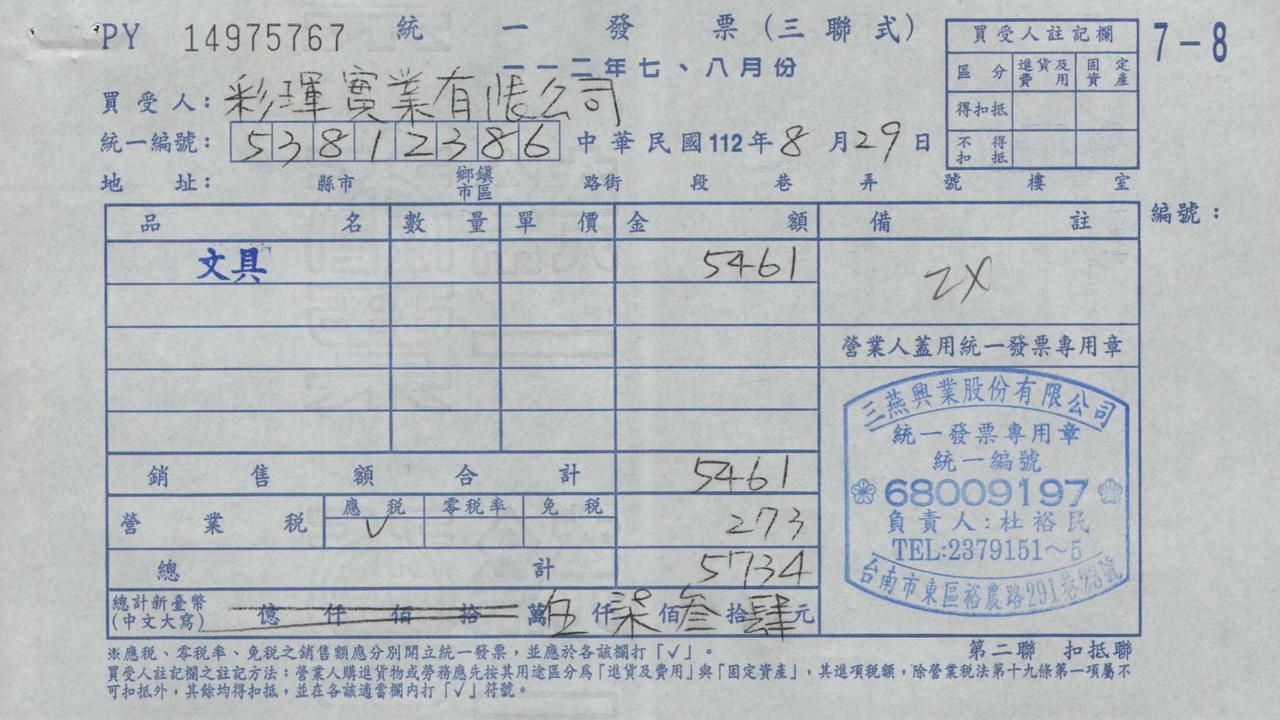 PY 14975767 統一發票(三聯式)
一一二年七、八月份
7-8
買受人註記欄
區分 進貨及費用 固定資產
得扣抵
不得扣抵
買受人: 彩琿實業有限公司
統一編號: 53812386 中華民國112年8月29日
地址: 縣市 鄉鎮市區 路街 段 巷 弄 號 樓 室
編號:
品名 數量 單價 金額 備註
文具 5461 ZX
營業人蓋用統一發票專用章
三燕興業股份有限公司
統一發票專用章
統一編號
68009197
負責人:杜裕民
TEL:2379151~5
台南市東區裕農路291巷23號
銷售額合計 5461
營業稅 應稅 零稅率 免稅 273
✓
總計 5734
總計新臺幣(中文大寫) 億 仟 佰 拾 萬 伍 仟 柒 佰 叁 拾 肆 元
※應稅、零稅率、免稅之銷售額應分別開立統一發票,並應於各該欄打「✓」。
第二聯 扣抵聯
買受人註記欄之註記方法:營業人購進貨物或勞務應先按其用途區分為「進貨及費用」與「固定資產」,其進項稅額,除營業稅法第十九條第一項屬不
可扣抵外,其餘均得扣抵,並在各該適當欄內打「✓」符號。